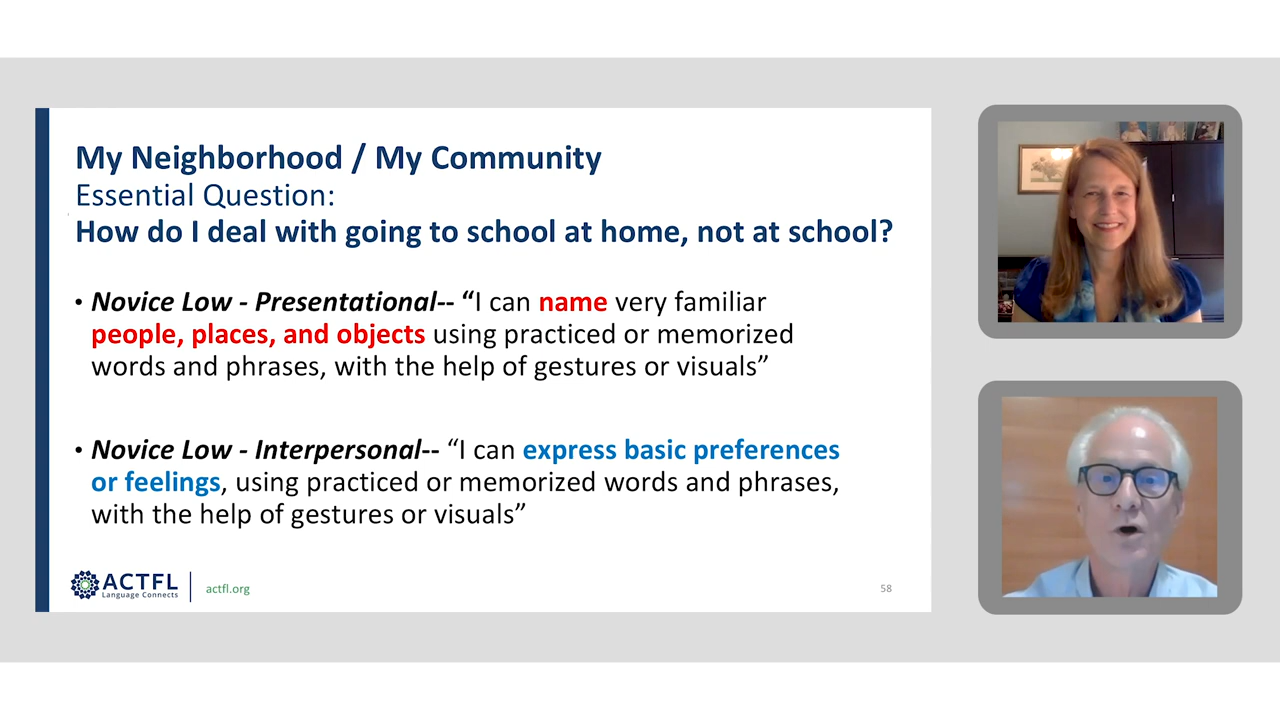 My Neighborhood / My Community
Essential Question:
How do I deal with going to school at home, not at school?
• Novice Low - Presentational-- “I can name very familiar
people, places, and objects using practiced or memorized
words and phrases, with the help of gestures or visuals”
• Novice Low - Interpersonal-- “I can express basic preferences
or feelings, using practiced or memorized words and phrases,
with the help of gestures or visuals”
ACTFL
Language Connects
actfl.org
58